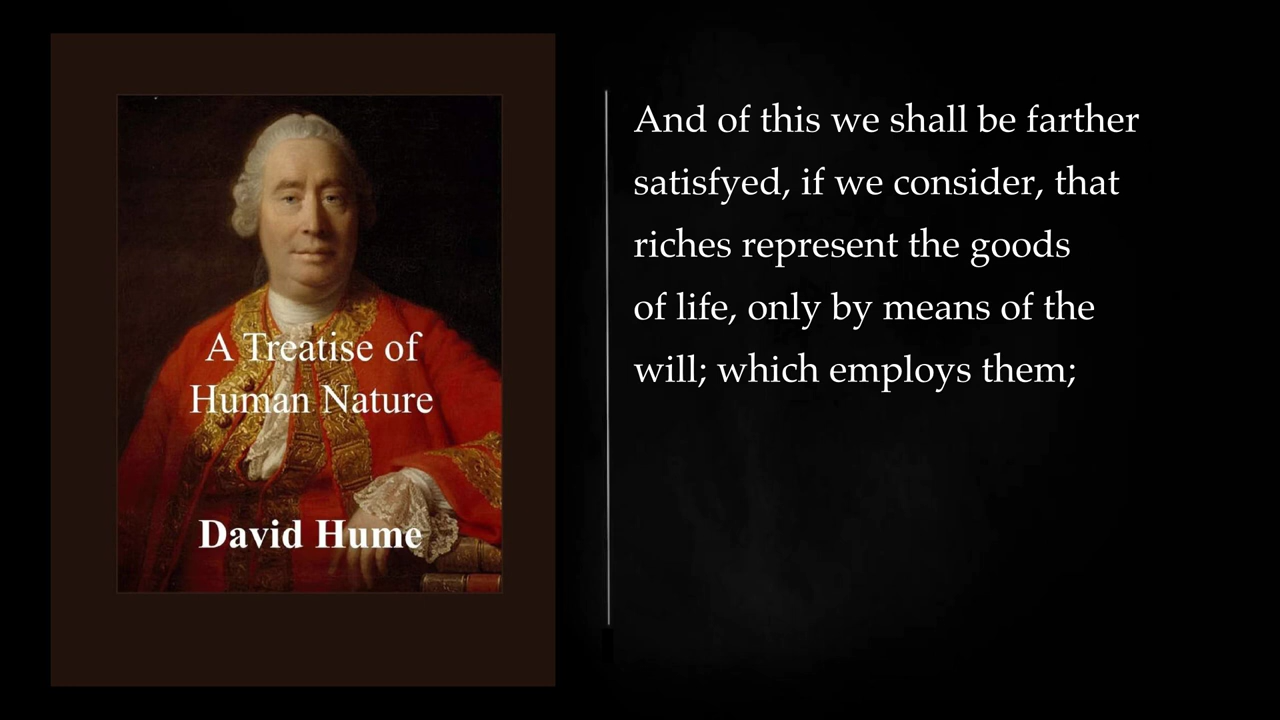 A Treatise of
Human Nature
David Hume
And of this we shall be farther
satisfyed, if we consider, that
riches represent the goods
of life, only by means of the
will; which employs them;